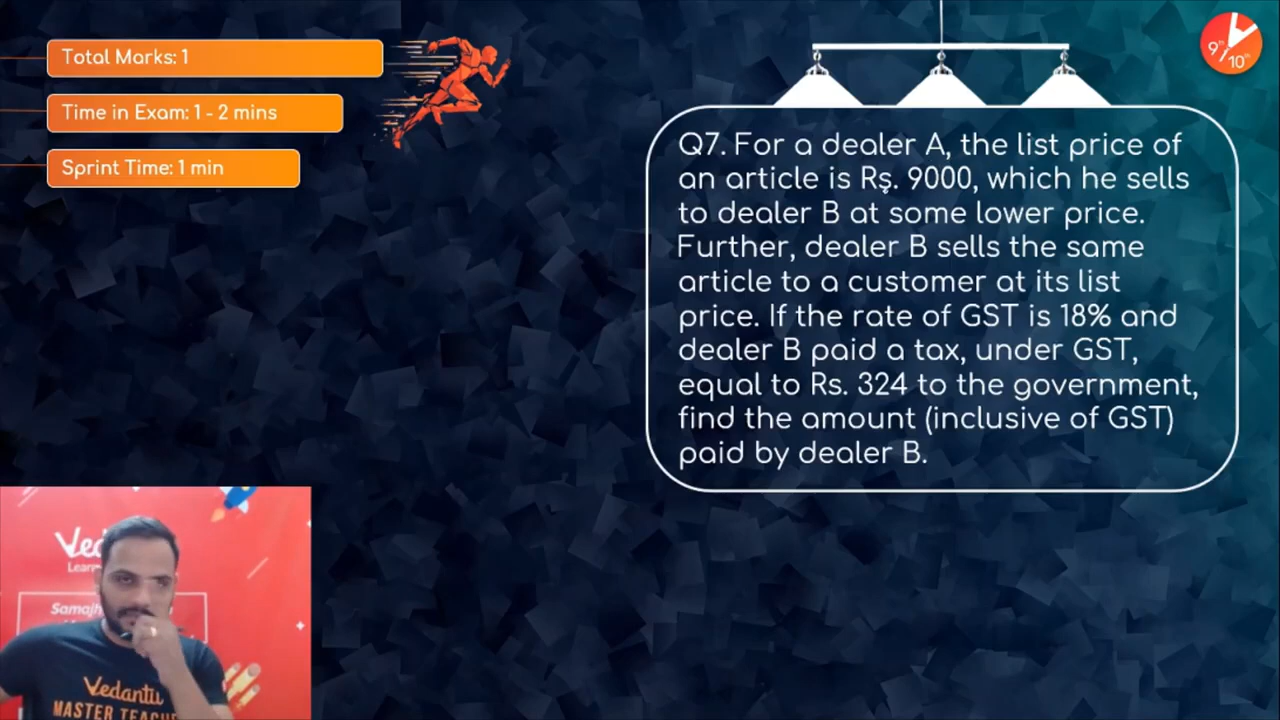 Total Marks: 1
Time in Exam: 1 - 2 mins
Sprint Time: 1 min
9th
10th
Q7. For a dealer A, the list price of
an article is Rş. 9000, which he sells
to dealer B at some lower price.
Further, dealer B sells the same
article to a customer at its list
price. If the rate of GST is 18% and
dealer B paid a tax, under GST,
equal to Rs. 324 to the government,
find the amount (inclusive of GST)
paid by dealer B.
Samajh
Vedantu
MASTER